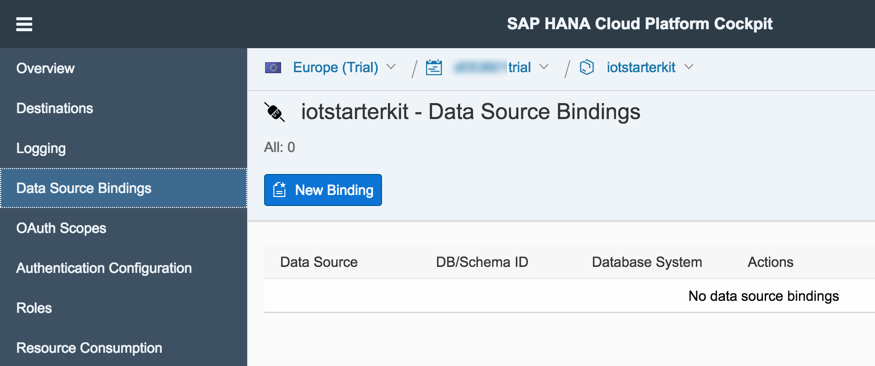 SAP HANA Cloud Platform Cockpit
Overview
Destinations
Logging
Data Source Bindings
OAuth Scopes
Authentication Configuration
Roles
Resource Consumption
Europe (Trial) / trial / iotstarterkit
iotstarterkit - Data Source Bindings
All: 0
New Binding
Data Source DB/Schema ID Database System Actions
No data source bindings